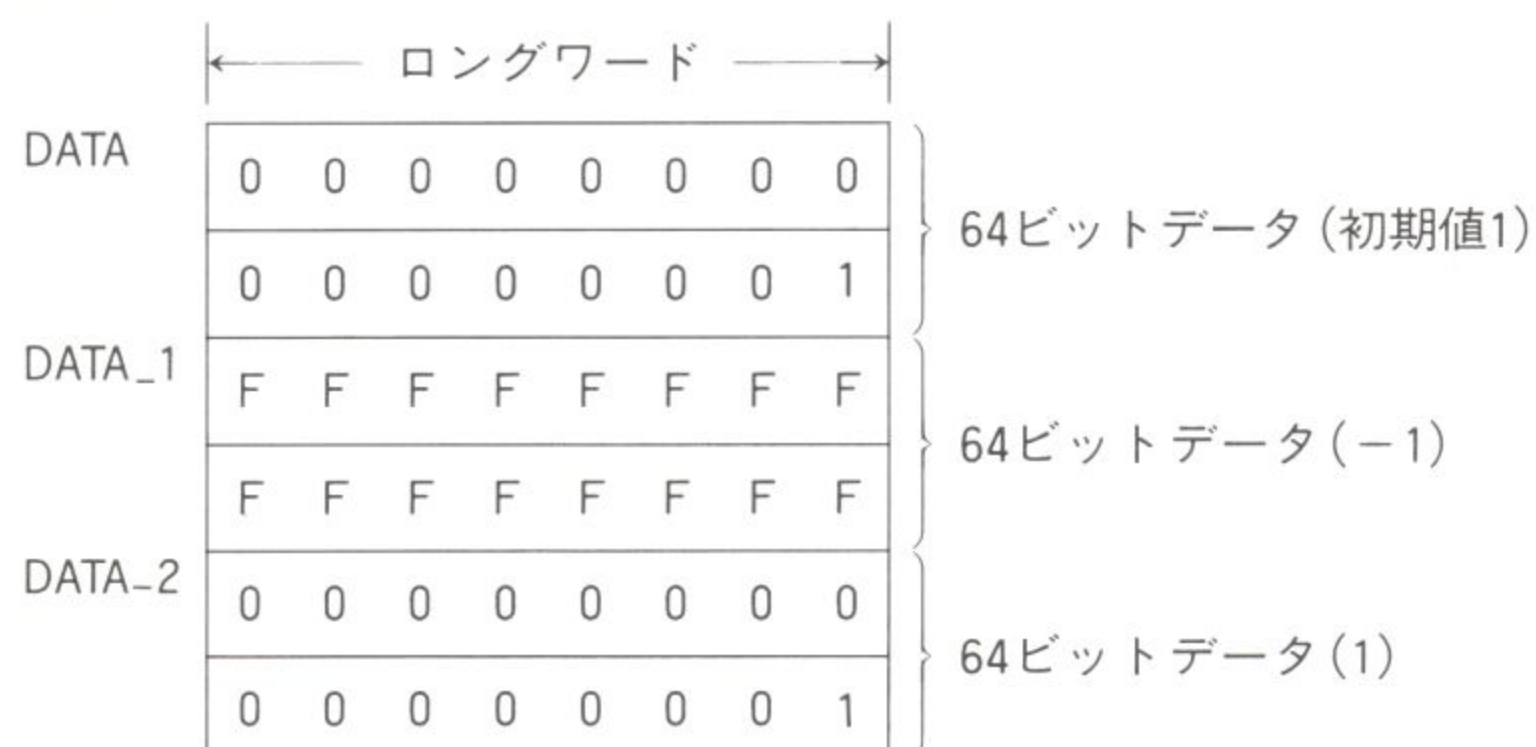 ロングワード
DATA
0 0 0 0 0 0 0 0
64ビットデータ(初期値1)
0 0 0 0 0 0 0 1
DATA_1
F F F F F F F F
64ビットデータ(-1)
F F F F F F F F
DATA_2
0 0 0 0 0 0 0 0
64ビットデータ(1)
0 0 0 0 0 0 0 1